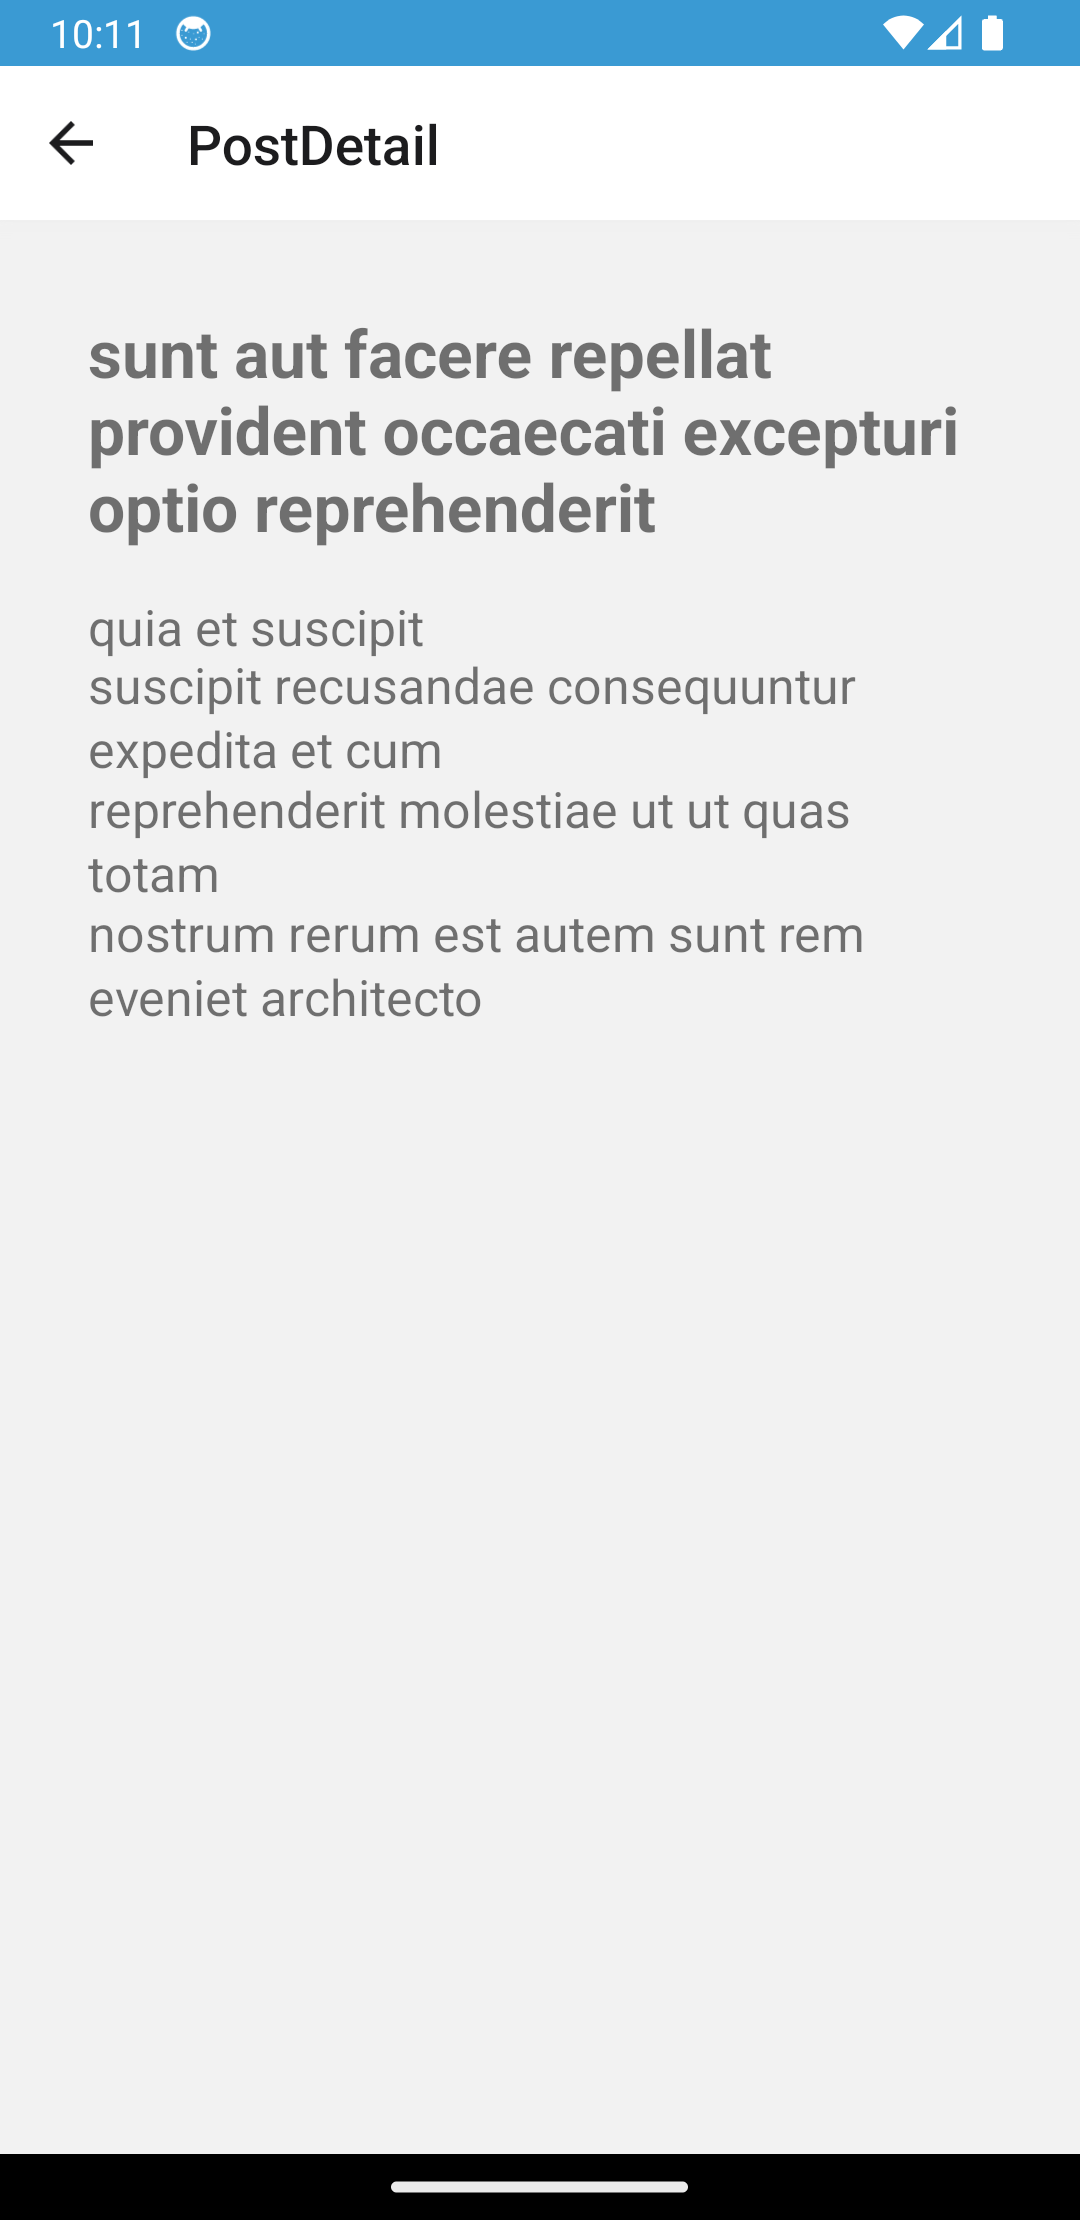 10:11
PostDetail
sunt aut facere repellat
provident occaecati excepturi
optio reprehenderit
quia et suscipit
suscipit recusandae consequuntur
expedita et cum
reprehenderit molestiae ut ut quas
totam
nostrum rerum est autem sunt rem
eveniet architecto